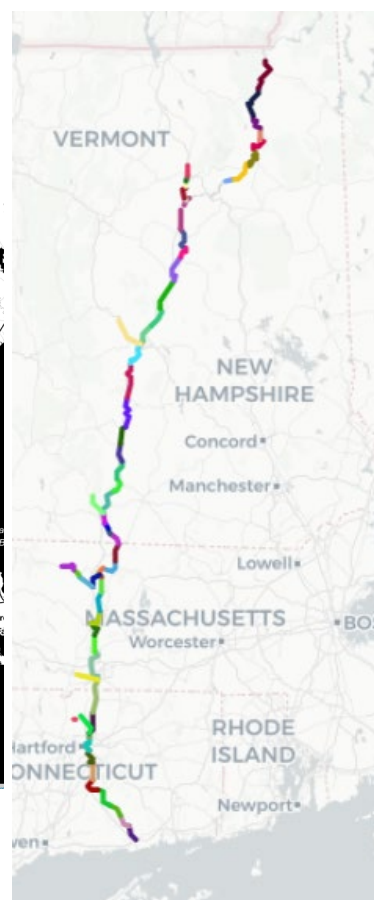 VERMONT
NEW
HAMPSHIRE
Concord
Manchester
Lowell
MASSACHUSETTS
BO
Worcester
RHODE
ISLAND
Hartford
ONNECTICUT
Newport
ven